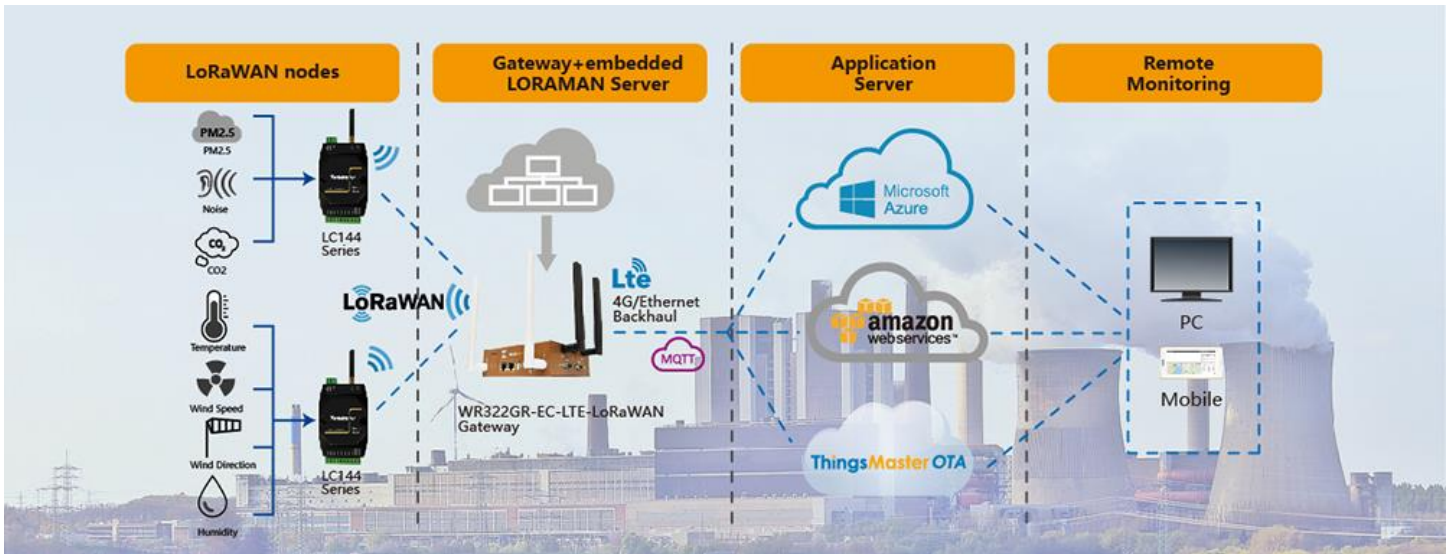 LoRaWAN nodes
Gateway+embedded
LORAMAN Server
Application
Server
Remote
Monitoring
PM2.5
PM2.5
Noise
CO2
CO2
LC144
Series
Temperature
Wind Speed
Wind Direction
Humidity
LC144
Series
LoRaWAN
Lte
4G/Ethernet
Backhaul
MQTT
WR322GR-EC-LTE-LoRaWAN
Gateway
Microsoft
Azure
amazon
webservices™
ThingsMaster OTA
PC
Mobile